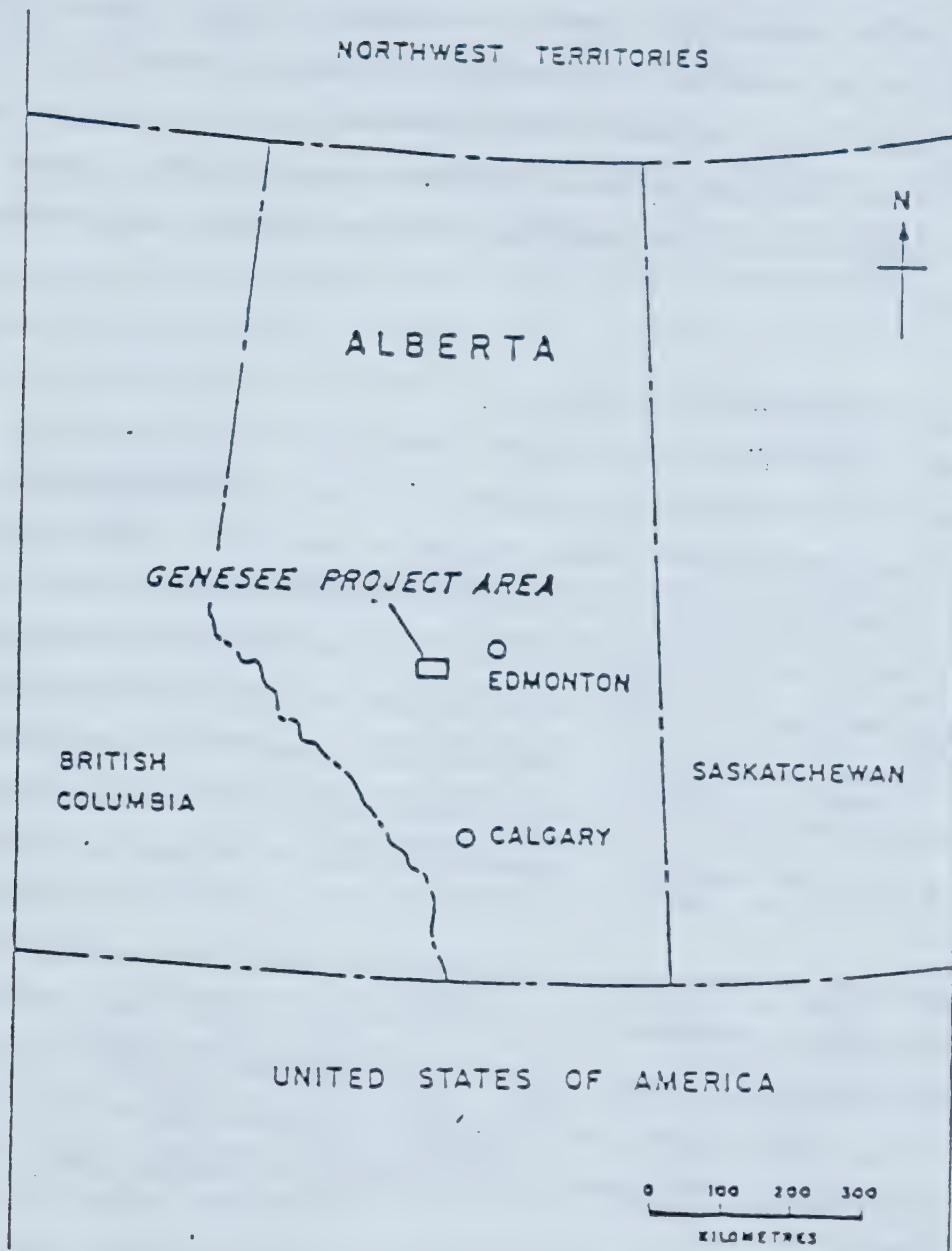 NORTHWEST TERRITORIES
N
ALBERTA
GENESEE PROJECT AREA
EDMONTON
BRITISH
COLUMBIA
SASKATCHEWAN
CALGARY
UNITED STATES OF AMERICA
0 100 200 300
KILOMETRES